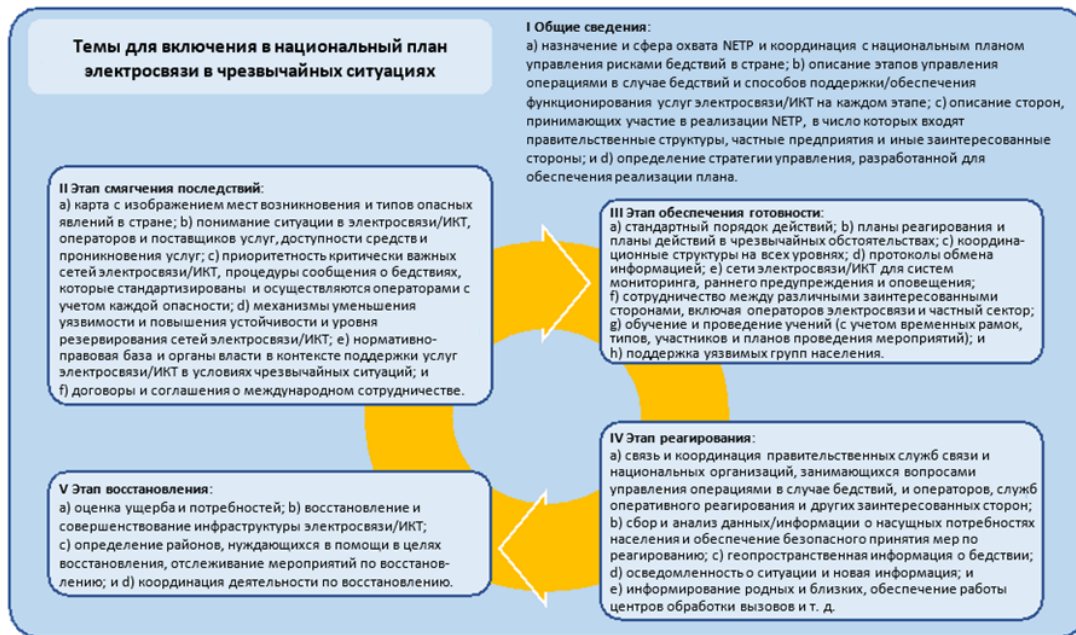 Темы для включения в национальный план
электросвязи в чрезвычайных ситуациях
I Общие сведения:
a) назначение и сфера охвата NETP и координация с национальным планом
управления рисками бедствий в стране; b) описание этапов управления
операциями в случае бедствий и способов поддержки/обеспечения
функционирования услуг электросвязи/ИКТ на каждом этапе; c) описание сторон,
принимающих участие в реализации NETP, в число которых входят
правительственные структуры, частные предприятия и иные заинтересованные
стороны; и d) определение стратегии управления, разработанной для
обеспечения реализации плана.
II Этап смягчения последствий:
a) карта с изображением мест возникновения и типов опасных
явлений в стране; b) понимание ситуации в электросвязи/ИКТ,
операторов и поставщиков услуг, доступности средств и
проникновения услуг; c) приоритетность критически важных
сетей электросвязи/ИКТ, процедуры сообщения о бедствиях,
которые стандартизированы и осуществляются операторами с
учетом каждой опасности; d) механизмы уменьшения
уязвимости и повышения устойчивости и уровня
резервирования сетей электросвязи/ИКТ; e) нормативно-
правовая база и органы власти в контексте поддержки услуг
электросвязи/ИКТ в условиях чрезвычайных ситуаций; и
f) договоры и соглашения о международном сотрудничестве.
III Этап обеспечения готовности:
a) стандартный порядок действий; b) планы реагирования и
планы действий в чрезвычайных обстоятельствах; c) координа-
ционные структуры на всех уровнях; d) протоколы обмена
информацией; e) сети электросвязи/ИКТ для систем
мониторинга, раннего предупреждения и оповещения;
f) сотрудничество между различными заинтересованными
сторонами, включая операторов электросвязи и частный сектор;
g) обучение и проведение учений (с учетом временных рамок,
типов, участников и планов проведения мероприятий); и
h) поддержка уязвимых групп населения.
IV Этап реагирования:
a) связь и координация правительственных служб связи и
национальных организаций, занимающихся вопросами
управления операциями в случае бедствий, и операторов, служб
оперативного реагирования и других заинтересованных сторон;
b) сбор и анализ данных/информации о насущных потребностях
населения и обеспечение безопасного принятия мер по
реагированию; c) геопространственная информация о бедствии;
d) осведомленность о ситуации и новая информация; и
e) информирование родных и близких, обеспечение работы
центров обработки вызовов и т. д.
V Этап восстановления:
a) оценка ущерба и потребностей; b) восстановление и
совершенствование инфраструктуры электросвязи/ИКТ;
c) определение районов, нуждающихся в помощи в целях
восстановления, отслеживание мероприятий по восстанов-
лению; и d) координация деятельности по восстановлению.